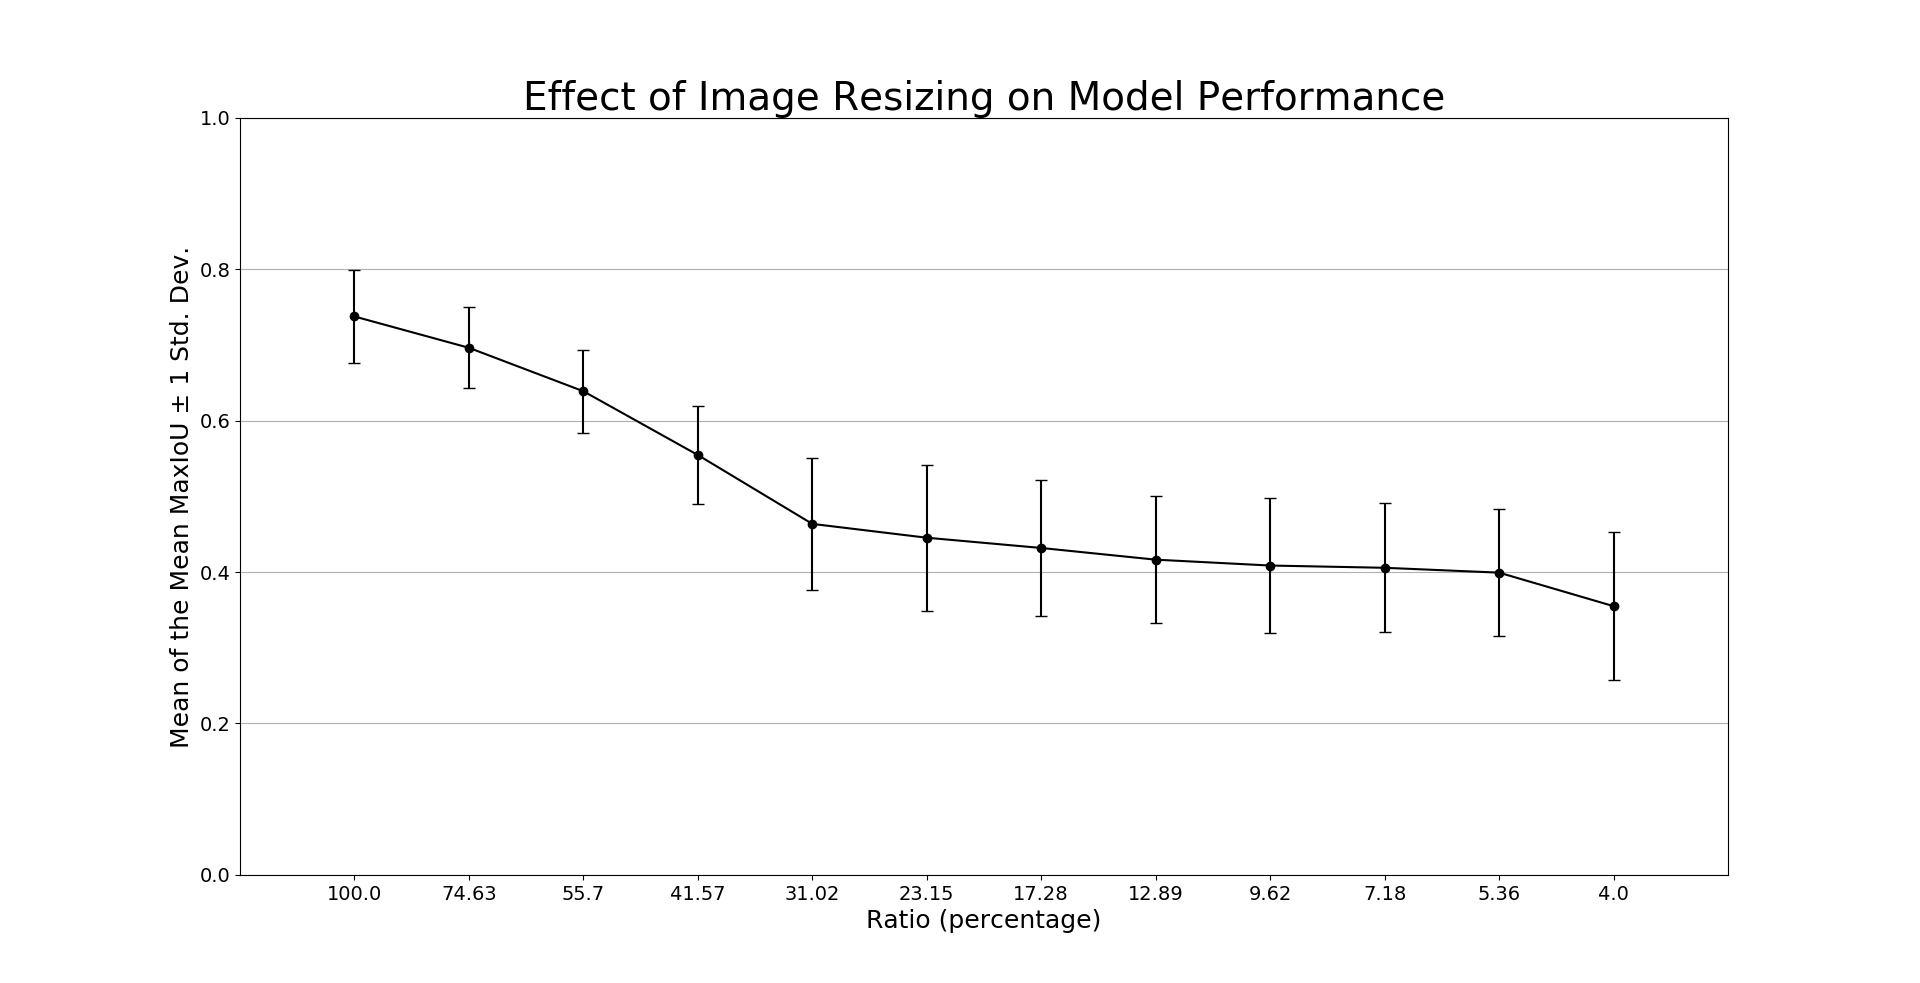 Effect of Image Resizing on Model Performance
Mean of the Mean MaxIoU ± 1 Std. Dev.
1.0
0.8
0.6
0.4
0.2
0.0
100.0 74.63 55.7 41.57 31.02 23.15 17.28 12.89 9.62 7.18 5.36 4.0
Ratio (percentage)